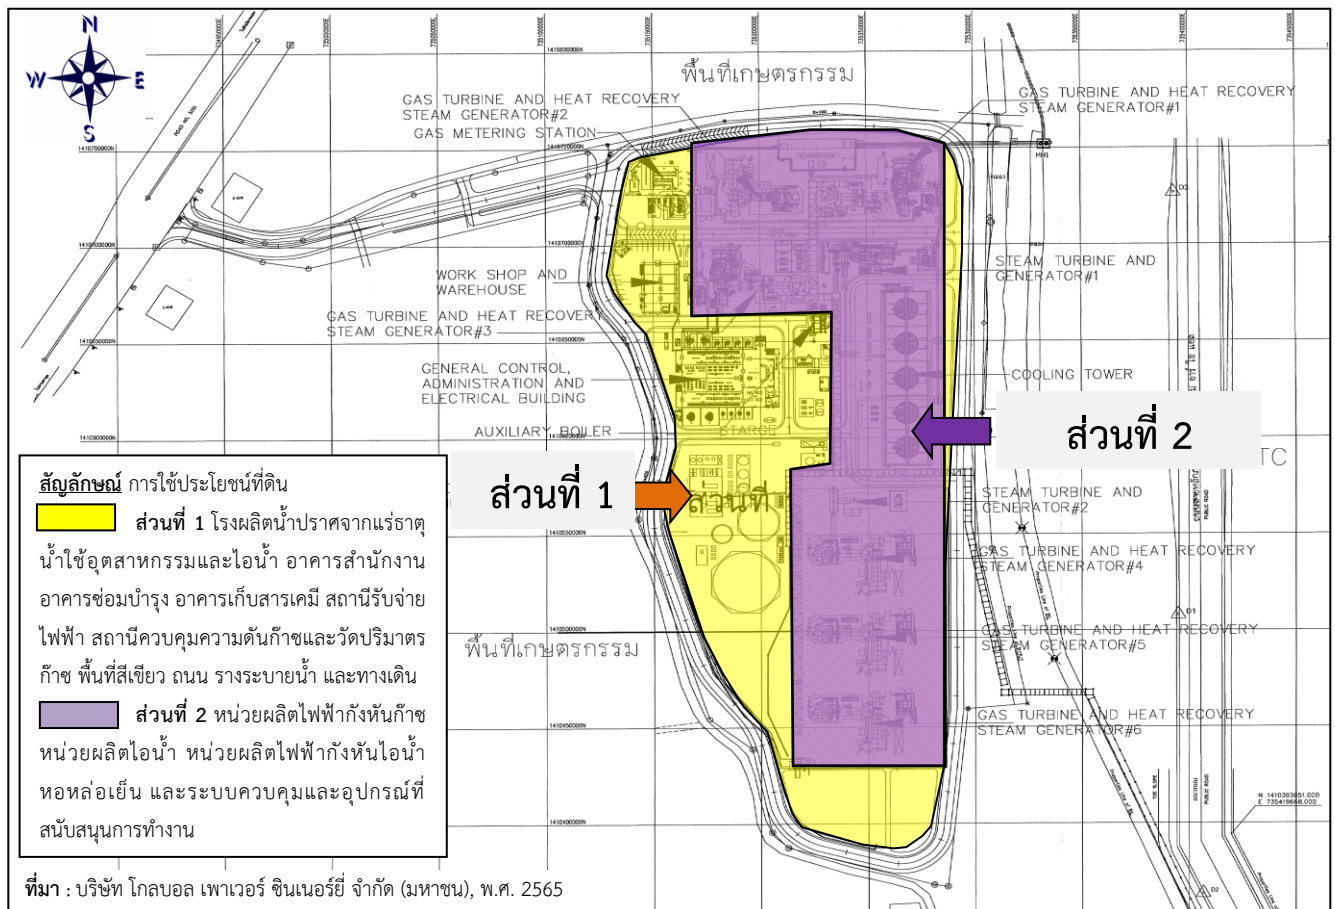 N
W
E
S
พื้นที่เกษตรกรรม
GAS TURBINE AND HEAT RECOVERY
STEAM GENERATOR#2
GAS METERING STATION
GAS TURBINE AND HEAT RECOVERY
STEAM GENERATOR#1
MH1
D3
WORK SHOP AND
WAREHOUSE
STEAM TURBINE AND
GENERATOR#1
GAS TURBINE AND HEAT RECOVERY
STEAM GENERATOR#3
GENERAL CONTROL,
ADMINISTRATION AND
ELECTRICAL BUILDING
COOLING TOWER
AUXILIARY BOILER
ส่วนที่ 2
TC
ส่วนที่ 1
ส่วนที่
STEAM TURBINE AND
GENERATOR#2
GAS TURBINE AND HEAT RECOVERY
STEAM GENERATOR#4
D1
GAS TURBINE AND HEAT RECOVERY
STEAM GENERATOR#5
พื้นที่เกษตรกรรม
GAS TURBINE AND HEAT RECOVERY
STEAM GENERATOR#6
PUBLIC ROAD
TOE SLOPE
PUBLIC ROAD
D2
สัญลักษณ์ การใช้ประโยชน์ที่ดิน
ส่วนที่ 1 โรงผลิตน้ำปราศจากแร่ธาตุ
น้ำใช้อุตสาหกรรมและไอน้ำ อาคารสำนักงาน
อาคารซ่อมบำรุง อาคารเก็บสารเคมี สถานีรับจ่าย
ไฟฟ้า สถานีควบคุมความดันก๊าซและวัดปริมาตร
ก๊าซ พื้นที่สีเขียว ถนน รางระบายน้ำ และทางเดิน
ส่วนที่ 2 หน่วยผลิตไฟฟ้ากังหันก๊าซ
หน่วยผลิตไอน้ำ หน่วยผลิตไฟฟ้ากังหันไอน้ำ
หอหล่อเย็น และระบบควบคุมและอุปกรณ์ที่
สนับสนุนการทำงาน
ที่มา : บริษัท โกลบอล เพาเวอร์ ซินเนอร์ยี่ จำกัด (มหาชน), พ.ศ. 2565